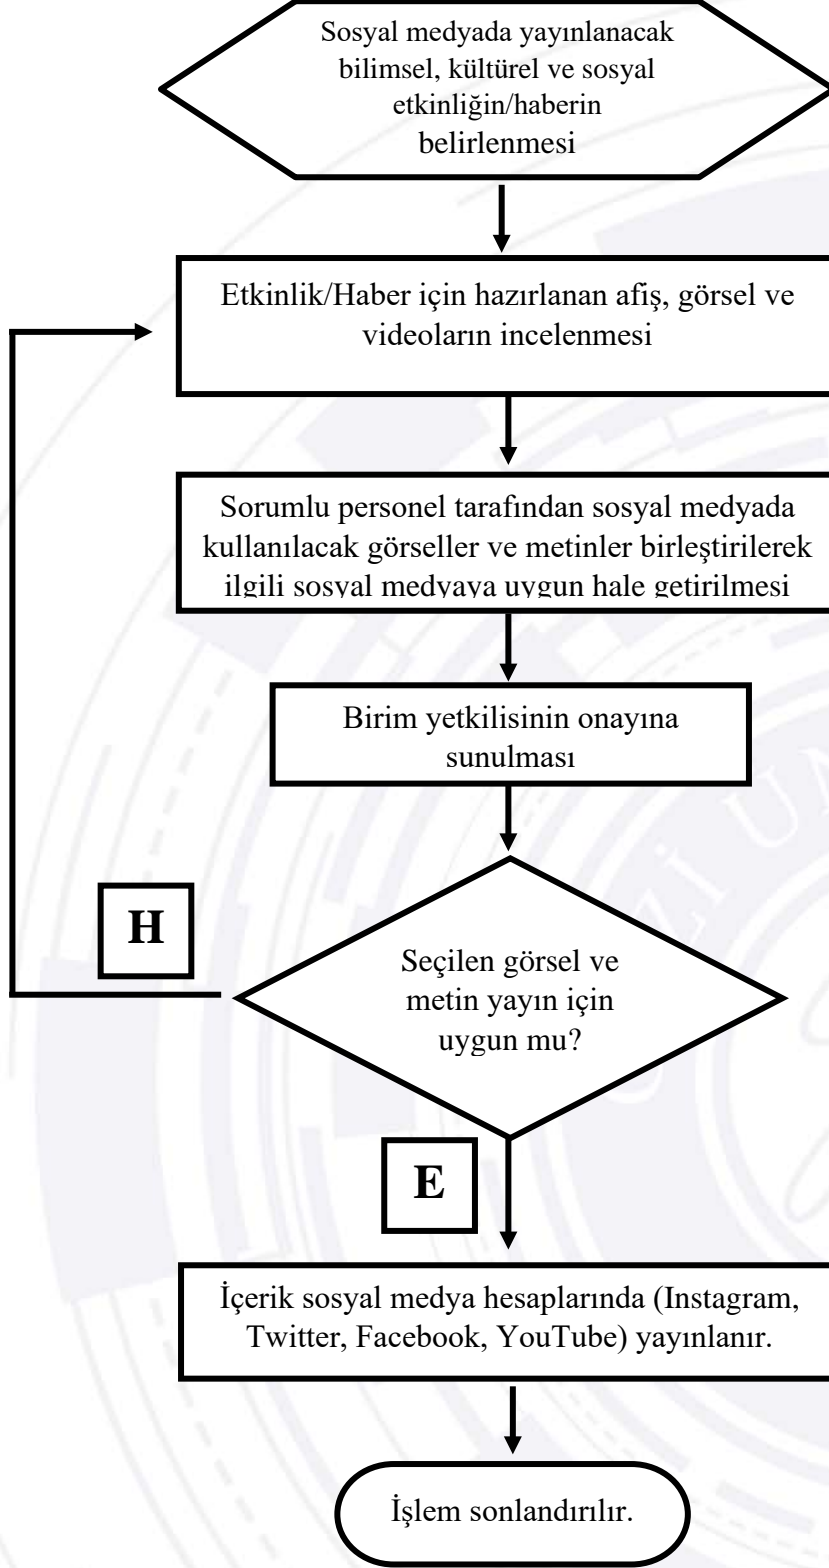 Sosyal medyada yayınlanacak
bilimsel, kültürel ve sosyal
etkinliğin/haberin
belirlenmesi
Etkinlik/Haber için hazırlanan afiş, görsel ve
videoların incelenmesi
Sorumlu personel tarafından sosyal medyada
kullanılacak görseller ve metinler birleştirilerek
ilgili sosyal medyaya uygun hale getirilmesi
Birim yetkilisinin onayına
sunulması
H
Seçilen görsel ve
metin yayın için
uygun mu?
E
İçerik sosyal medya hesaplarında (Instagram,
Twitter, Facebook, YouTube) yayınlanır.
İşlem sonlandırılır.